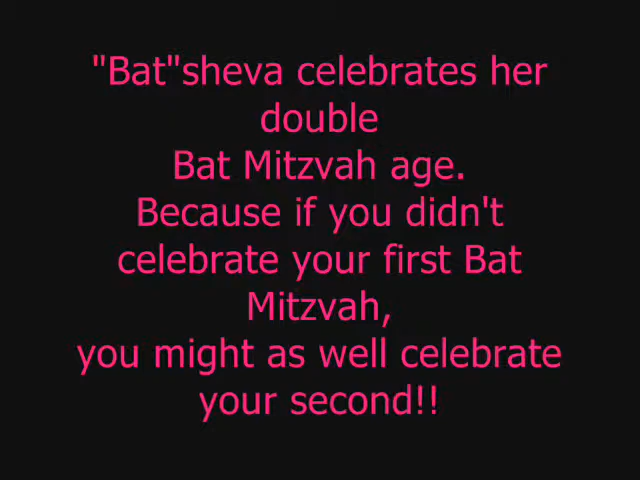 "Bat"sheva celebrates her
double
Bat Mitzvah age.
Because if you didn't
celebrate your first Bat
Mitzvah,
you might as well celebrate
your second!!